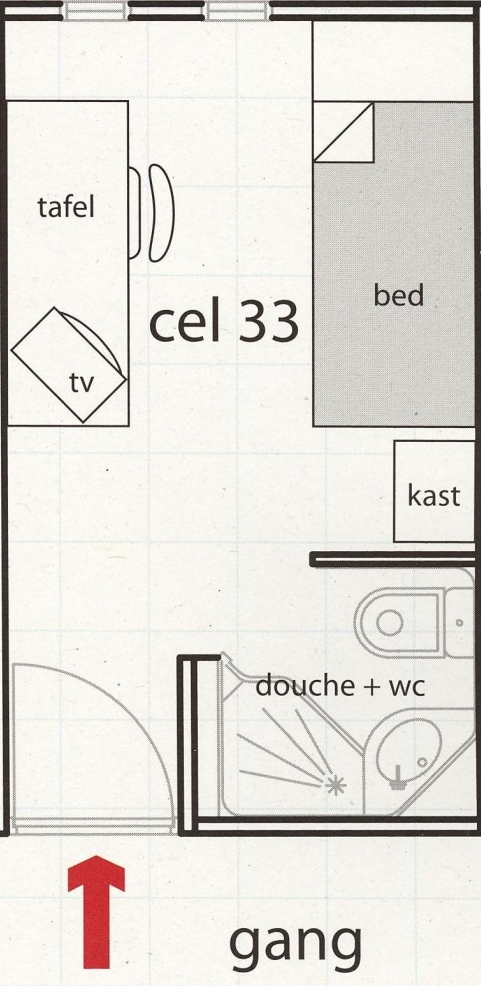 tafel
bed
cel 33
tv
kast
douche + wc
gang